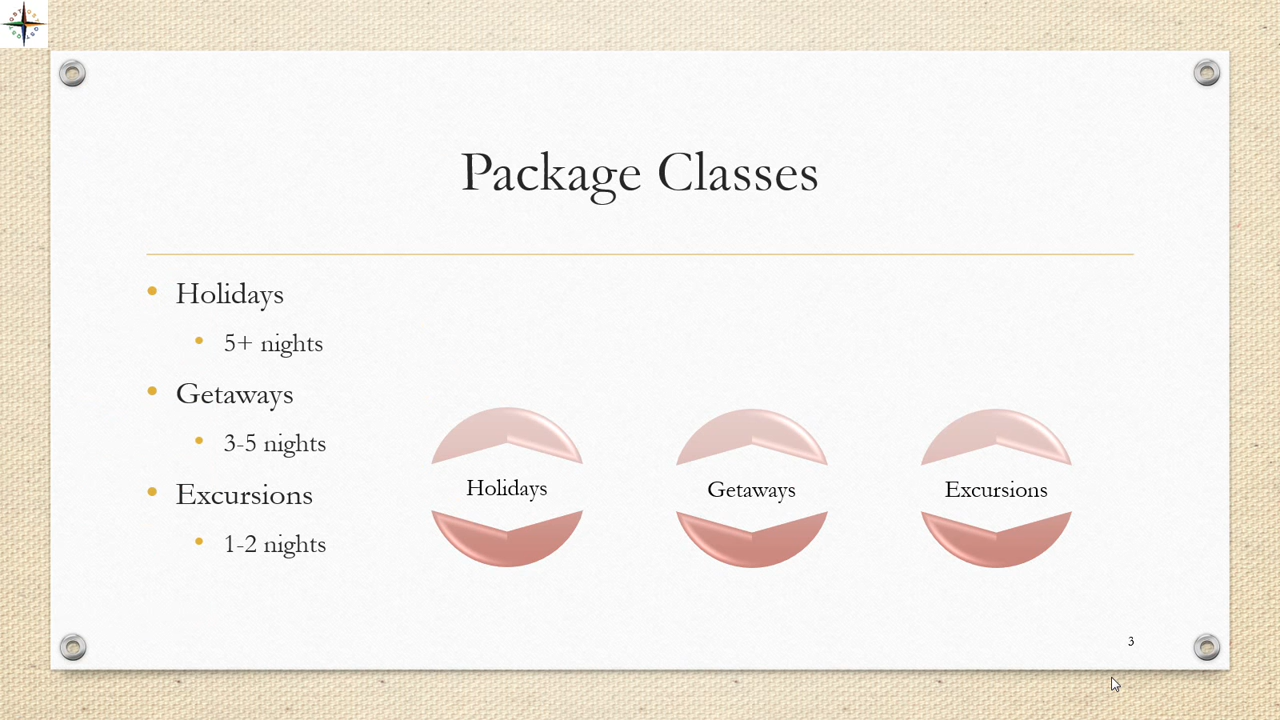 Package Classes
• Holidays
• 5+ nights
• Getaways
• 3-5 nights
• Excursions
• 1-2 nights
Holidays
Getaways
Excursions
3